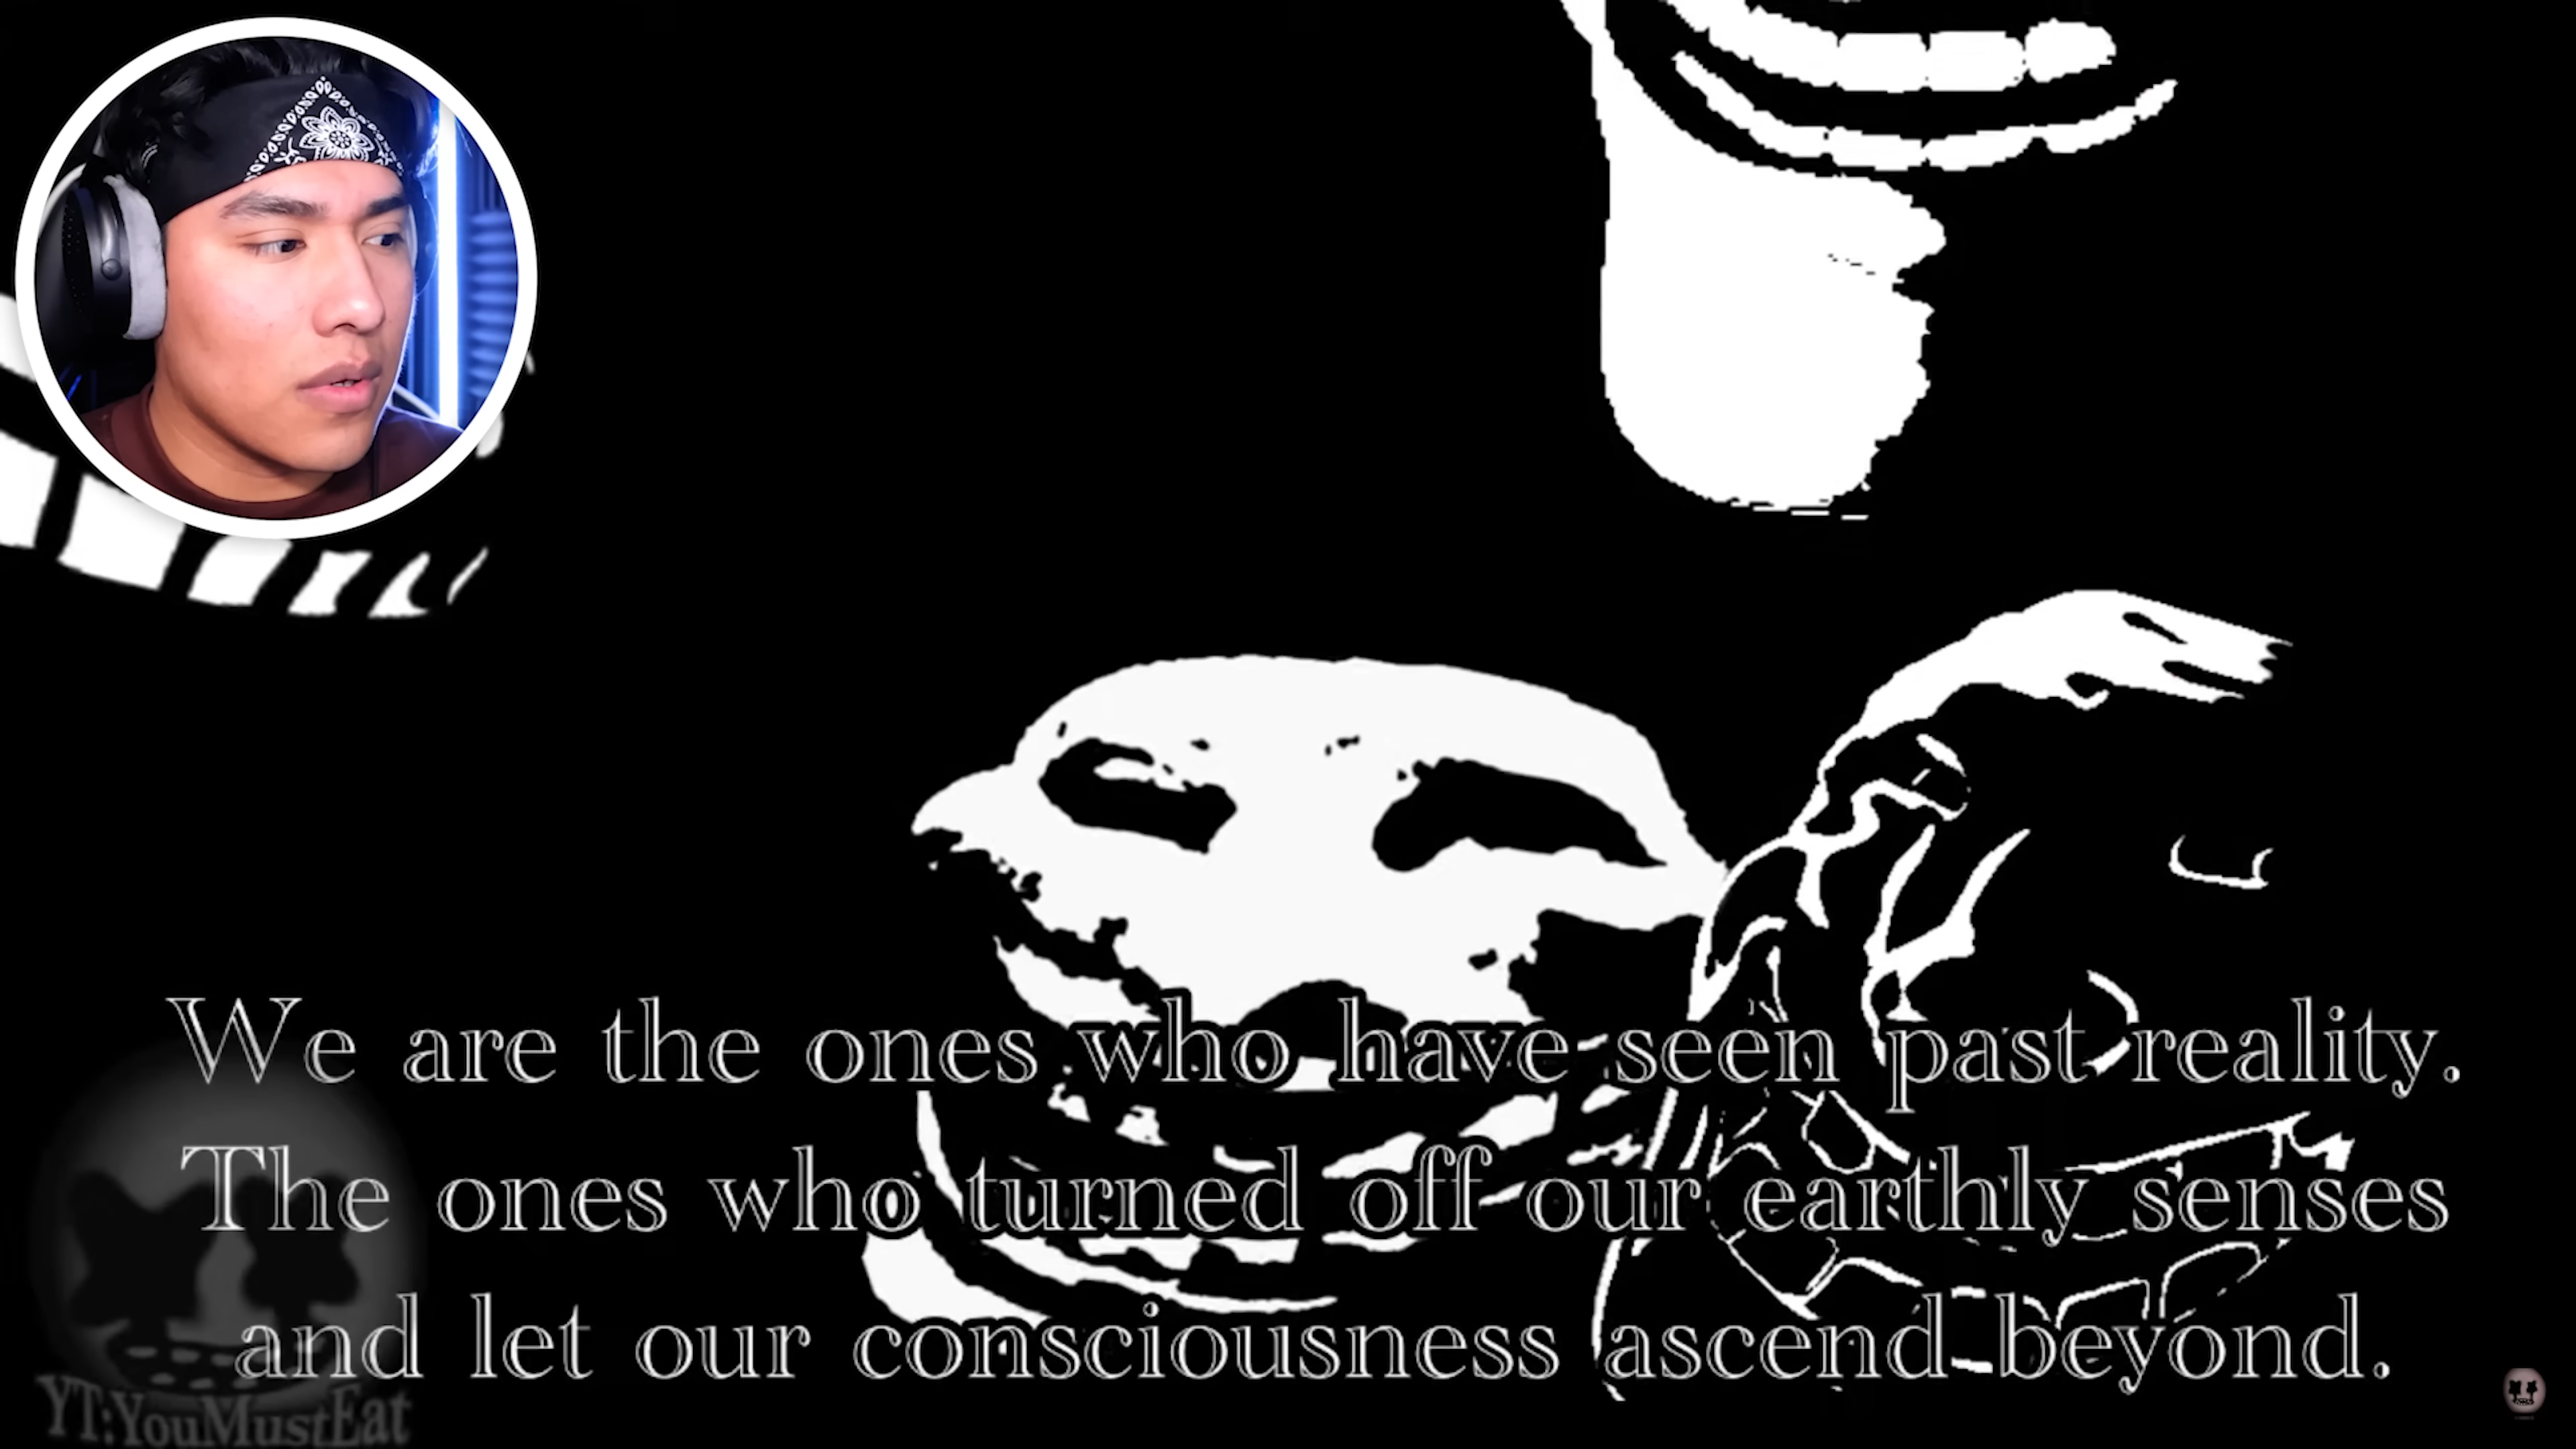 We are the ones who have seen past reality.
The ones who turned off our earthly senses
and let our consciousness ascend beyond.
YT:YouMustEat